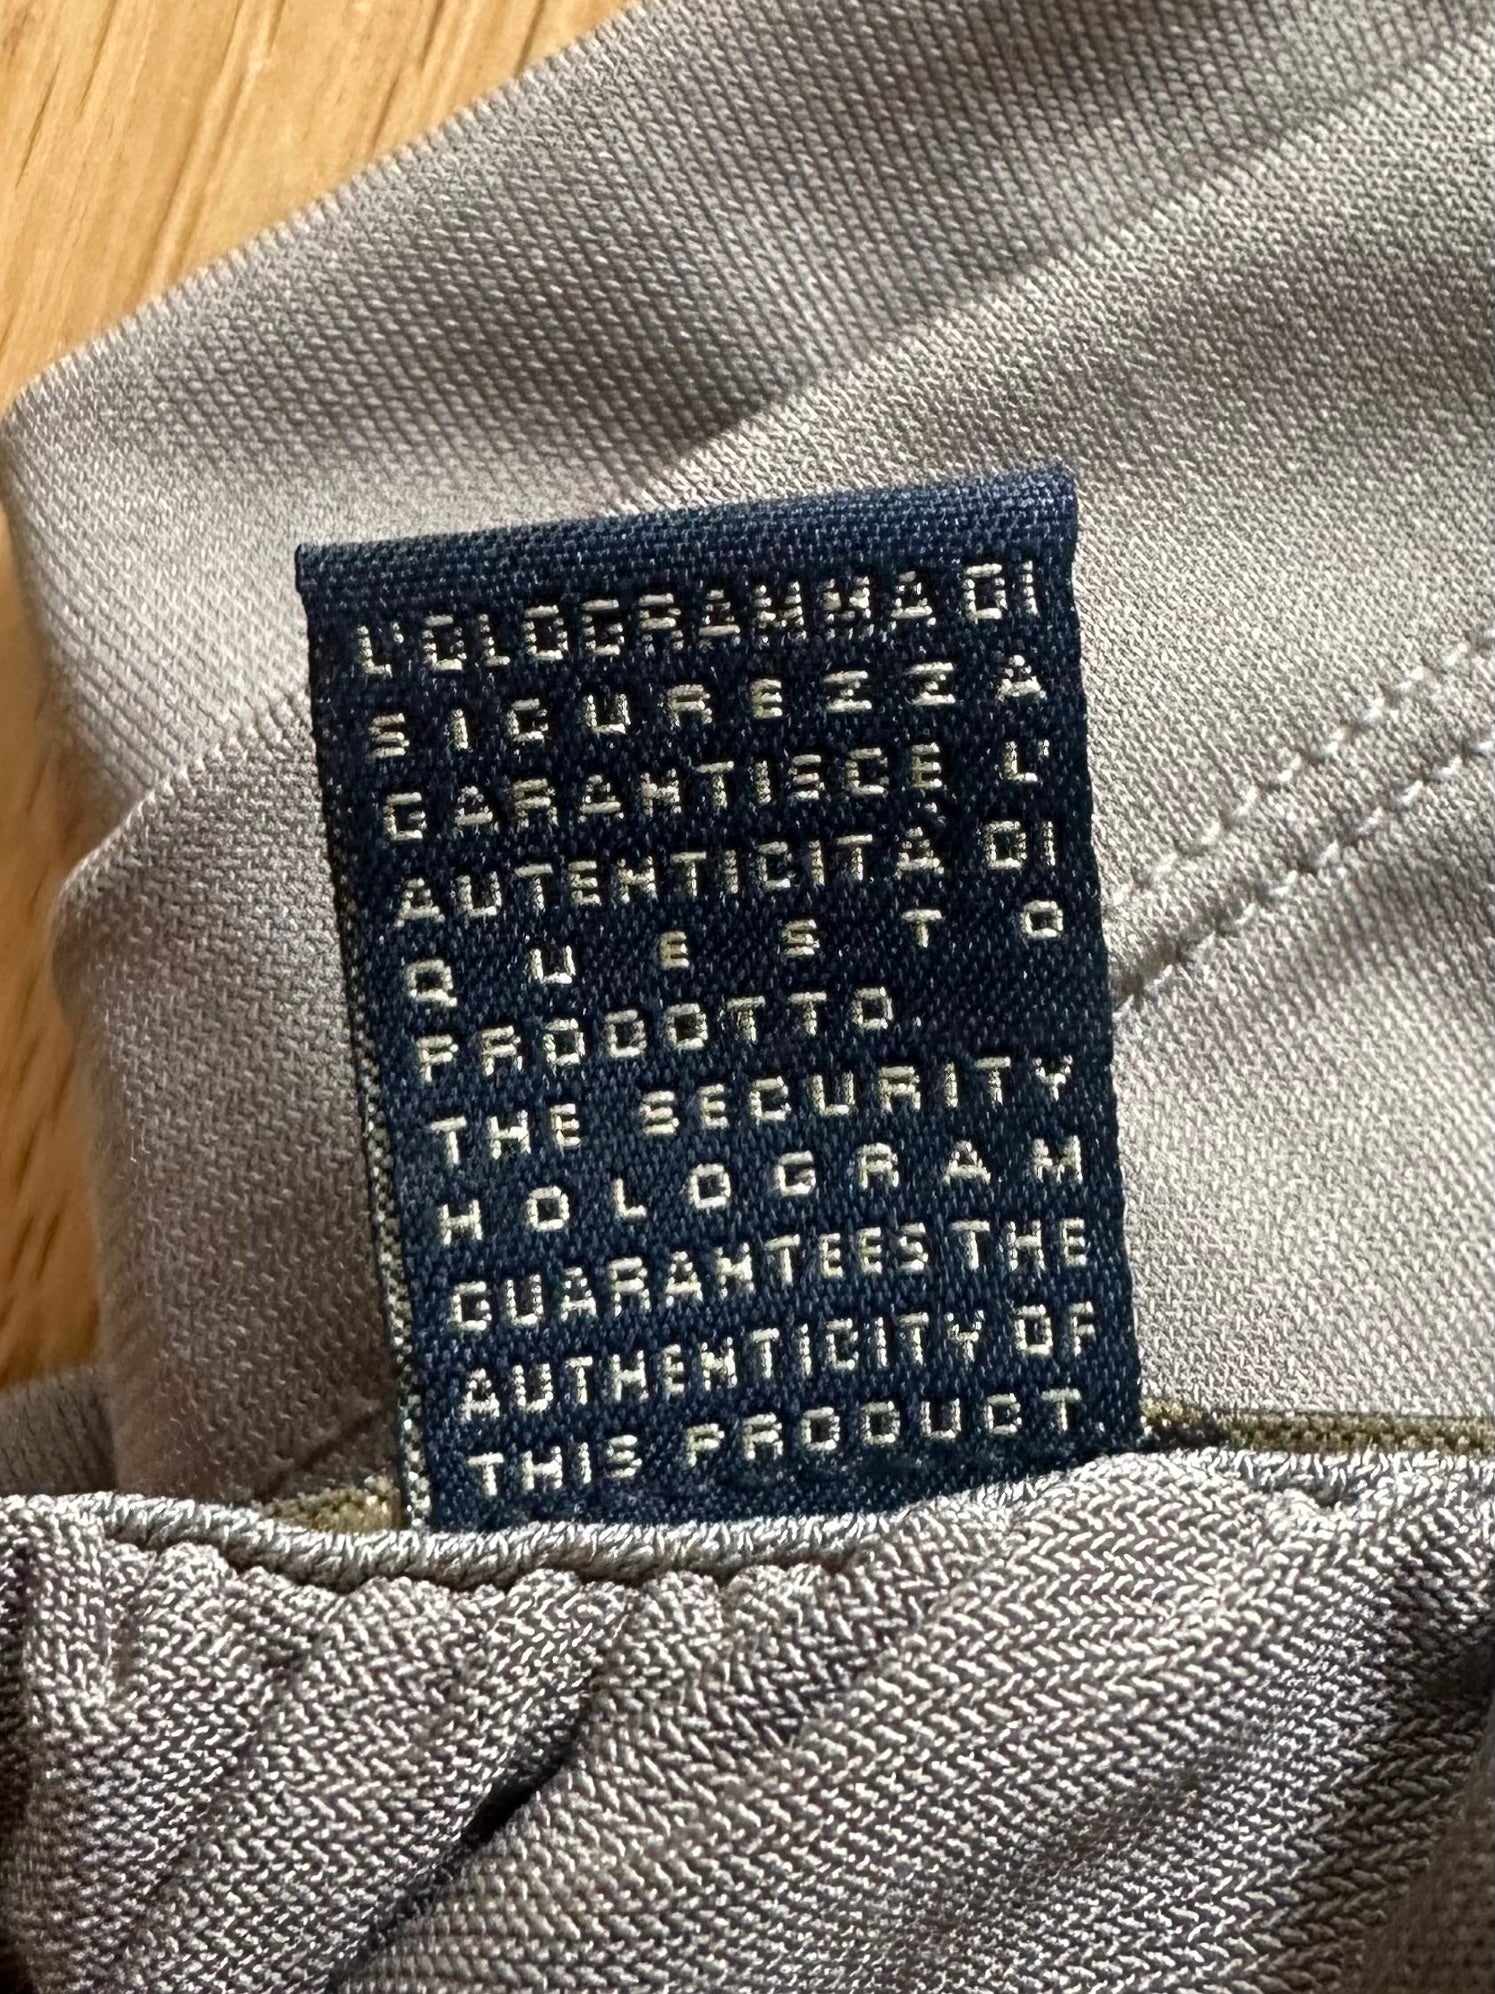 L'OLOGRAMMA DI
SICUREZZA
GARANTISCE L'
AUTENTICITÀ DI
QUESTO
PRODOTTO
THE SECURITY
HOLOGRAM
GUARANTEES THE
AUTHENTICITY OF
THIS PRODUCT